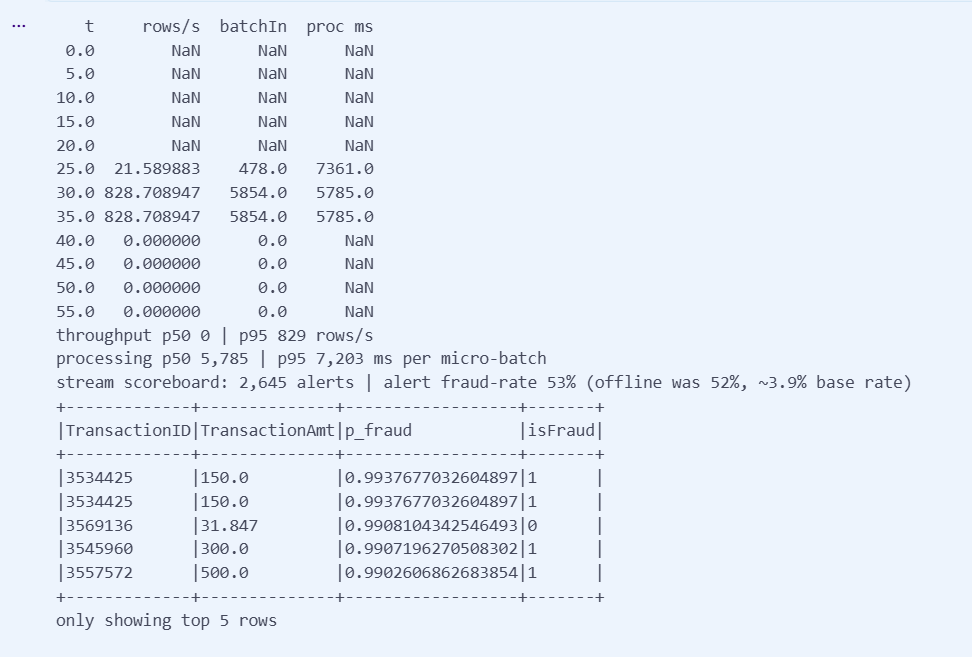 ...
t rows/s batchIn proc ms
0.0 NaN NaN NaN
5.0 NaN NaN NaN
10.0 NaN NaN NaN
15.0 NaN NaN NaN
20.0 NaN NaN NaN
25.0 21.589883 478.0 7361.0
30.0 828.708947 5854.0 5785.0
35.0 828.708947 5854.0 5785.0
40.0 0.000000 0.0 NaN
45.0 0.000000 0.0 NaN
50.0 0.000000 0.0 NaN
55.0 0.000000 0.0 NaN
throughput p50 0 | p95 829 rows/s
processing p50 5,785 | p95 7,203 ms per micro-batch
stream scoreboard: 2,645 alerts | alert fraud-rate 53% (offline was 52%, ~3.9% base rate)
+-------------+--------------+------------------+-------+
|TransactionID|TransactionAmt|p_fraud           |isFraud|
+-------------+--------------+------------------+-------+
|3534425      |150.0         |0.9937677032604897|1      |
|3534425      |150.0         |0.9937677032604897|1      |
|3569136      |31.847        |0.9908104342546493|0      |
|3545960      |300.0         |0.9907196270508302|1      |
|3557572      |500.0         |0.9902606862683854|1      |
+-------------+--------------+------------------+-------+
only showing top 5 rows